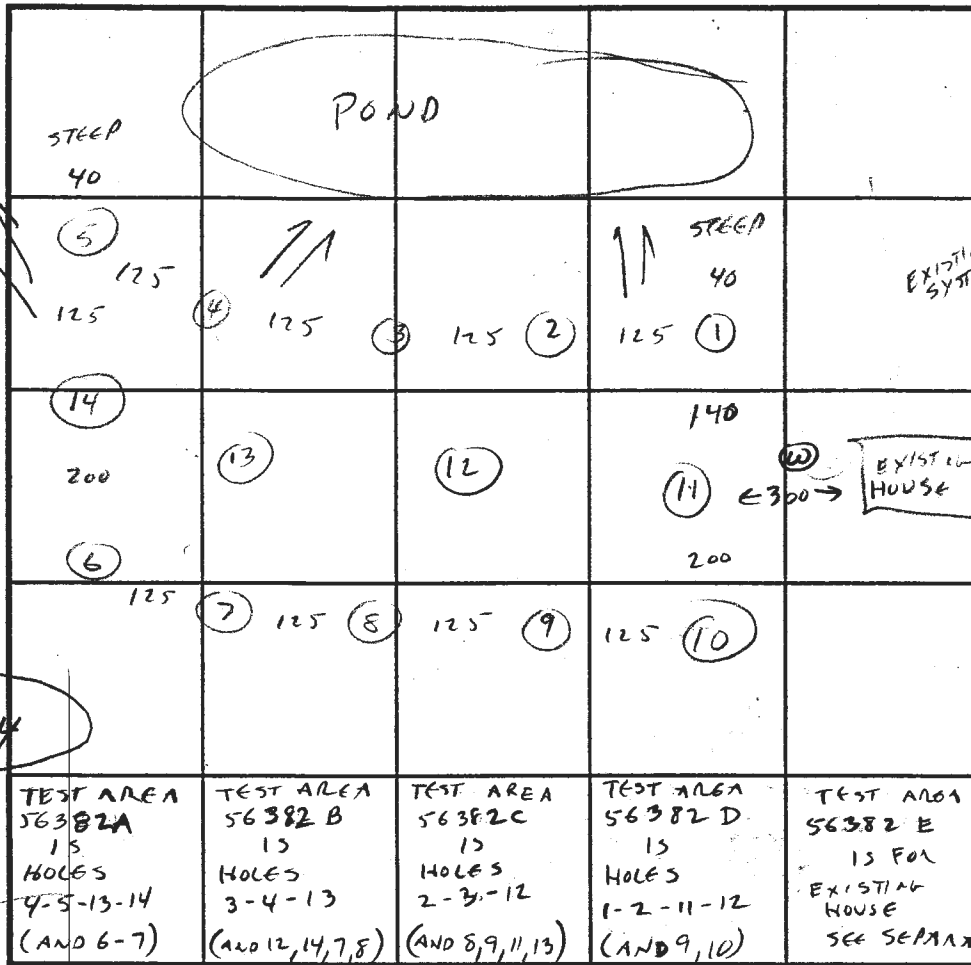 POND
STEEP
40
5
125
125
4
125
3
125
2
STEEP
40
125
1
14
200
6
13
12
140
11
200
W
←300→
EXISTING
HOUSE
125
7
125
8
125
9
125
10
TEST AREA
56382A
IS
HOLES
4-5-13-14
(AND 6-7)
TEST AREA
56382 B
IS
HOLES
3-4-13
(AND 12, 14, 7, 8)
TEST AREA
56382C
IS
HOLES
2-3-12
(AND 8, 9, 11, 13)
TEST AREA
56382 D
IS
HOLES
1-2-11-12
(AND 9, 10)
TEST AREA
56382 E
IS FOR
EXISTING
HOUSE
SEE